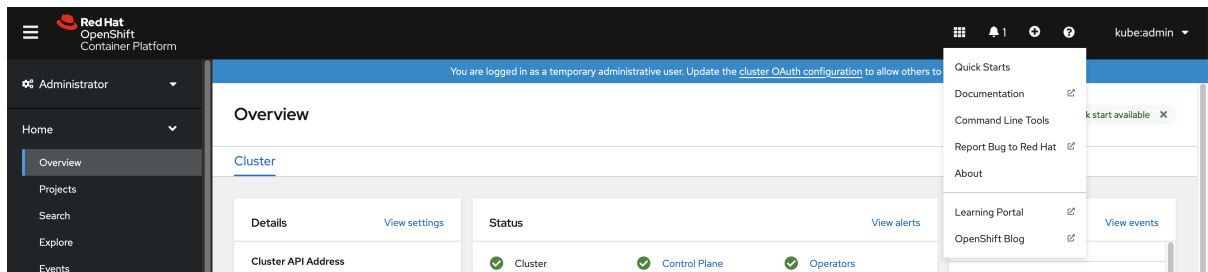 Red Hat
OpenShift
Container Platform
1
kube:admin
Administrator
You are logged in as a temporary administrative user. Update the cluster OAuth configuration to allow others to
Quick Starts
Documentation
Command Line Tools
Report Bug to Red Hat
About
Learning Portal
OpenShift Blog
Home
Overview
Projects
Search
Explore
Events
Overview
start available
Cluster
Details
View settings
Status
View alerts
View events
Cluster API Address
Cluster
Control Plane
Operators